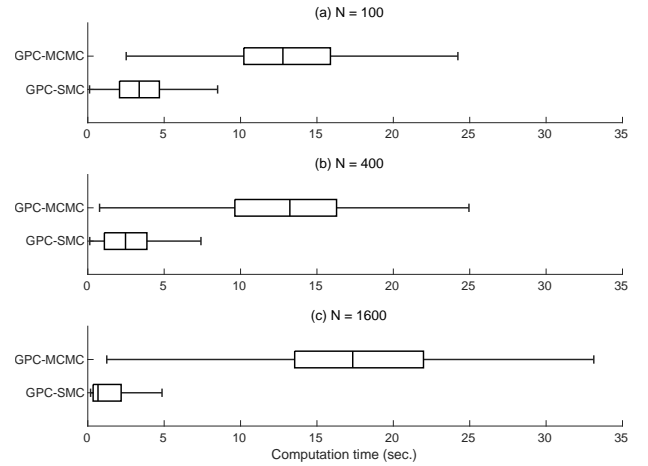 (a) N = 100
GPC-MCMC
GPC-SMC
0 5 10 15 20 25 30 35
(b) N = 400
GPC-MCMC
GPC-SMC
0 5 10 15 20 25 30 35
(c) N = 1600
GPC-MCMC
GPC-SMC
0 5 10 15 20 25 30 35
Computation time (sec.)